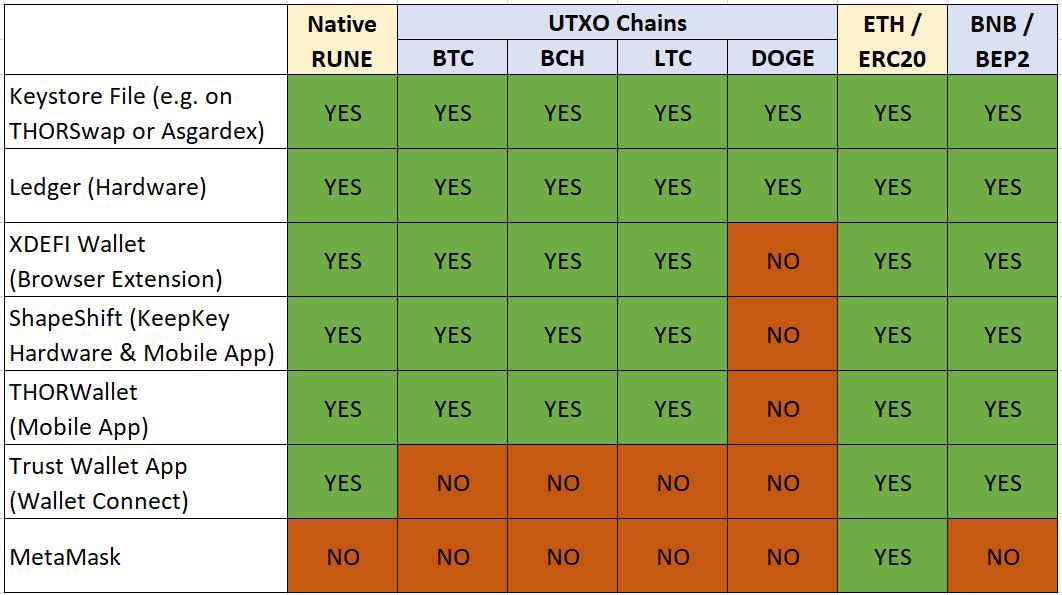 Native RUNE UTXO Chains ETH / ERC20 BNB / BEP2
BTC BCH LTC DOGE
Keystore File (e.g. on
THORSwap or Asgardex) YES YES YES YES YES YES YES
Ledger (Hardware) YES YES YES YES YES YES YES
XDEFI Wallet
(Browser Extension) YES YES YES YES NO YES YES
ShapeShift (KeepKey
Hardware & Mobile App) YES YES YES YES NO YES YES
THORWallet
(Mobile App) YES YES YES YES NO YES YES
Trust Wallet App
(Wallet Connect) YES NO NO NO NO YES YES
MetaMask NO NO NO NO NO YES NO